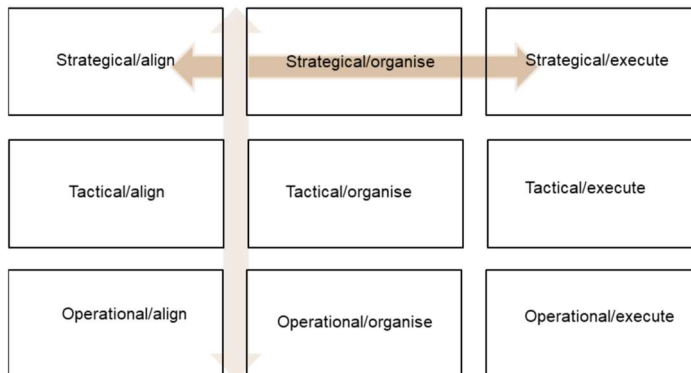 Strategical/align
Strategical/organise
Strategical/execute
Tactical/align
Tactical/organise
Tactical/execute
Operational/align
Operational/organise
Operational/execute